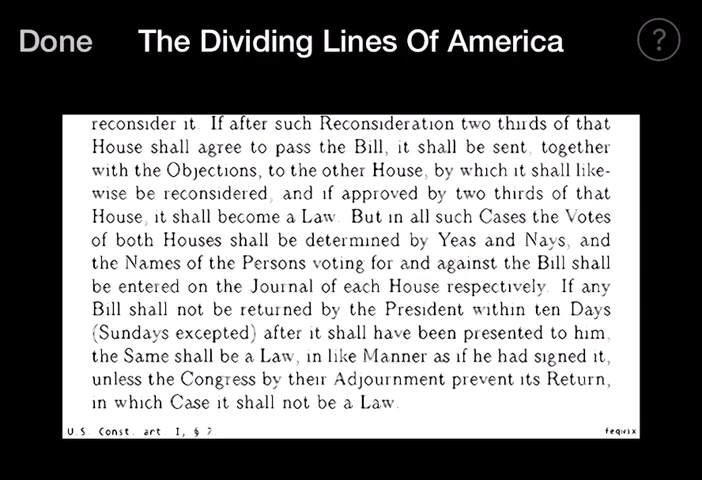 Done The Dividing Lines Of America ?
reconsider it. If after such Reconsideration two thirds of that
House shall agree to pass the Bill, it shall be sent, together
with the Objections, to the other House, by which it shall like-
wise be reconsidered, and if approved by two thirds of that
House, it shall become a Law. But in all such Cases the Votes
of both Houses shall be determined by Yeas and Nays, and
the Names of the Persons voting for and against the Bill shall
be entered on the Journal of each House respectively. If any
Bill shall not be returned by the President within ten Days
(Sundays excepted) after it shall have been presented to him,
the Same shall be a Law, in like Manner as if he had signed it,
unless the Congress by their Adjournment prevent its Return,
in which Case it shall not be a Law.
U.S. Const. art. I, § 7 feqwix